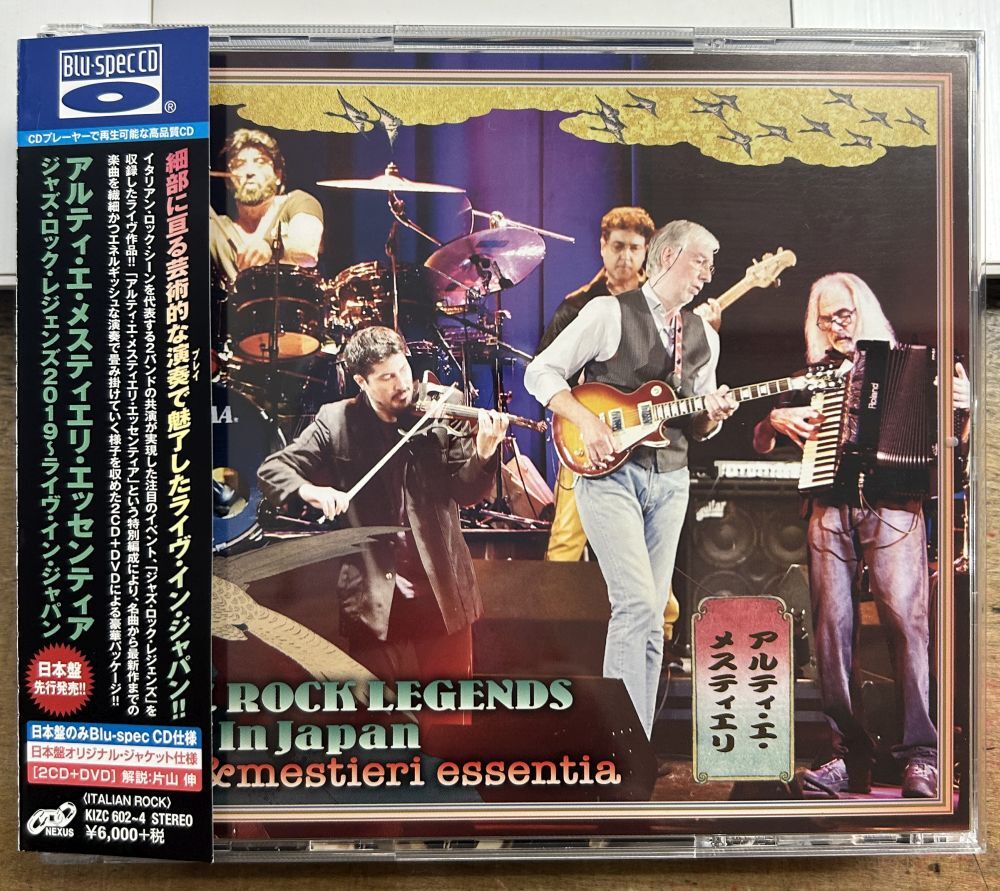 Blu-spec CD
®
CDプレーヤーで再生可能な高品質CD
細部に亘る芸術的な演奏で魅了したライヴ・イン・ジャパン!!
プレイ
イタリアン・ロック・シーンを代表する2バンドの共演が実現した注目のイベント、「ジャズ・ロック・レジェンズ」を
収録したライヴ作品!!「アルティ・エ・メスティエリ・エッセンティア」という特別編成により、名曲から最新作までの
楽曲を繊細かつエネルギッシュな演奏で畳み掛けていく様子を収めた2CD+DVDによる豪華パッケージ!!
アルティ・エ・メスティエリ・エッセンティア
ジャズ・ロック・レジェンズ2019〜ライヴ・イン・ジャパン
日本盤
先行発売!!
日本盤のみBlu-spec CD仕様
日本盤オリジナル・ジャケット仕様
[2CD+DVD] 解説:片山 伸
〈ITALIAN ROCK〉
KIZC 602~4 STEREO
¥6,000+税
NEXUS
Roland
ROCK LEGENDS
In Japan
&mestieri essentia
アルティ・エ・
メスティエリ